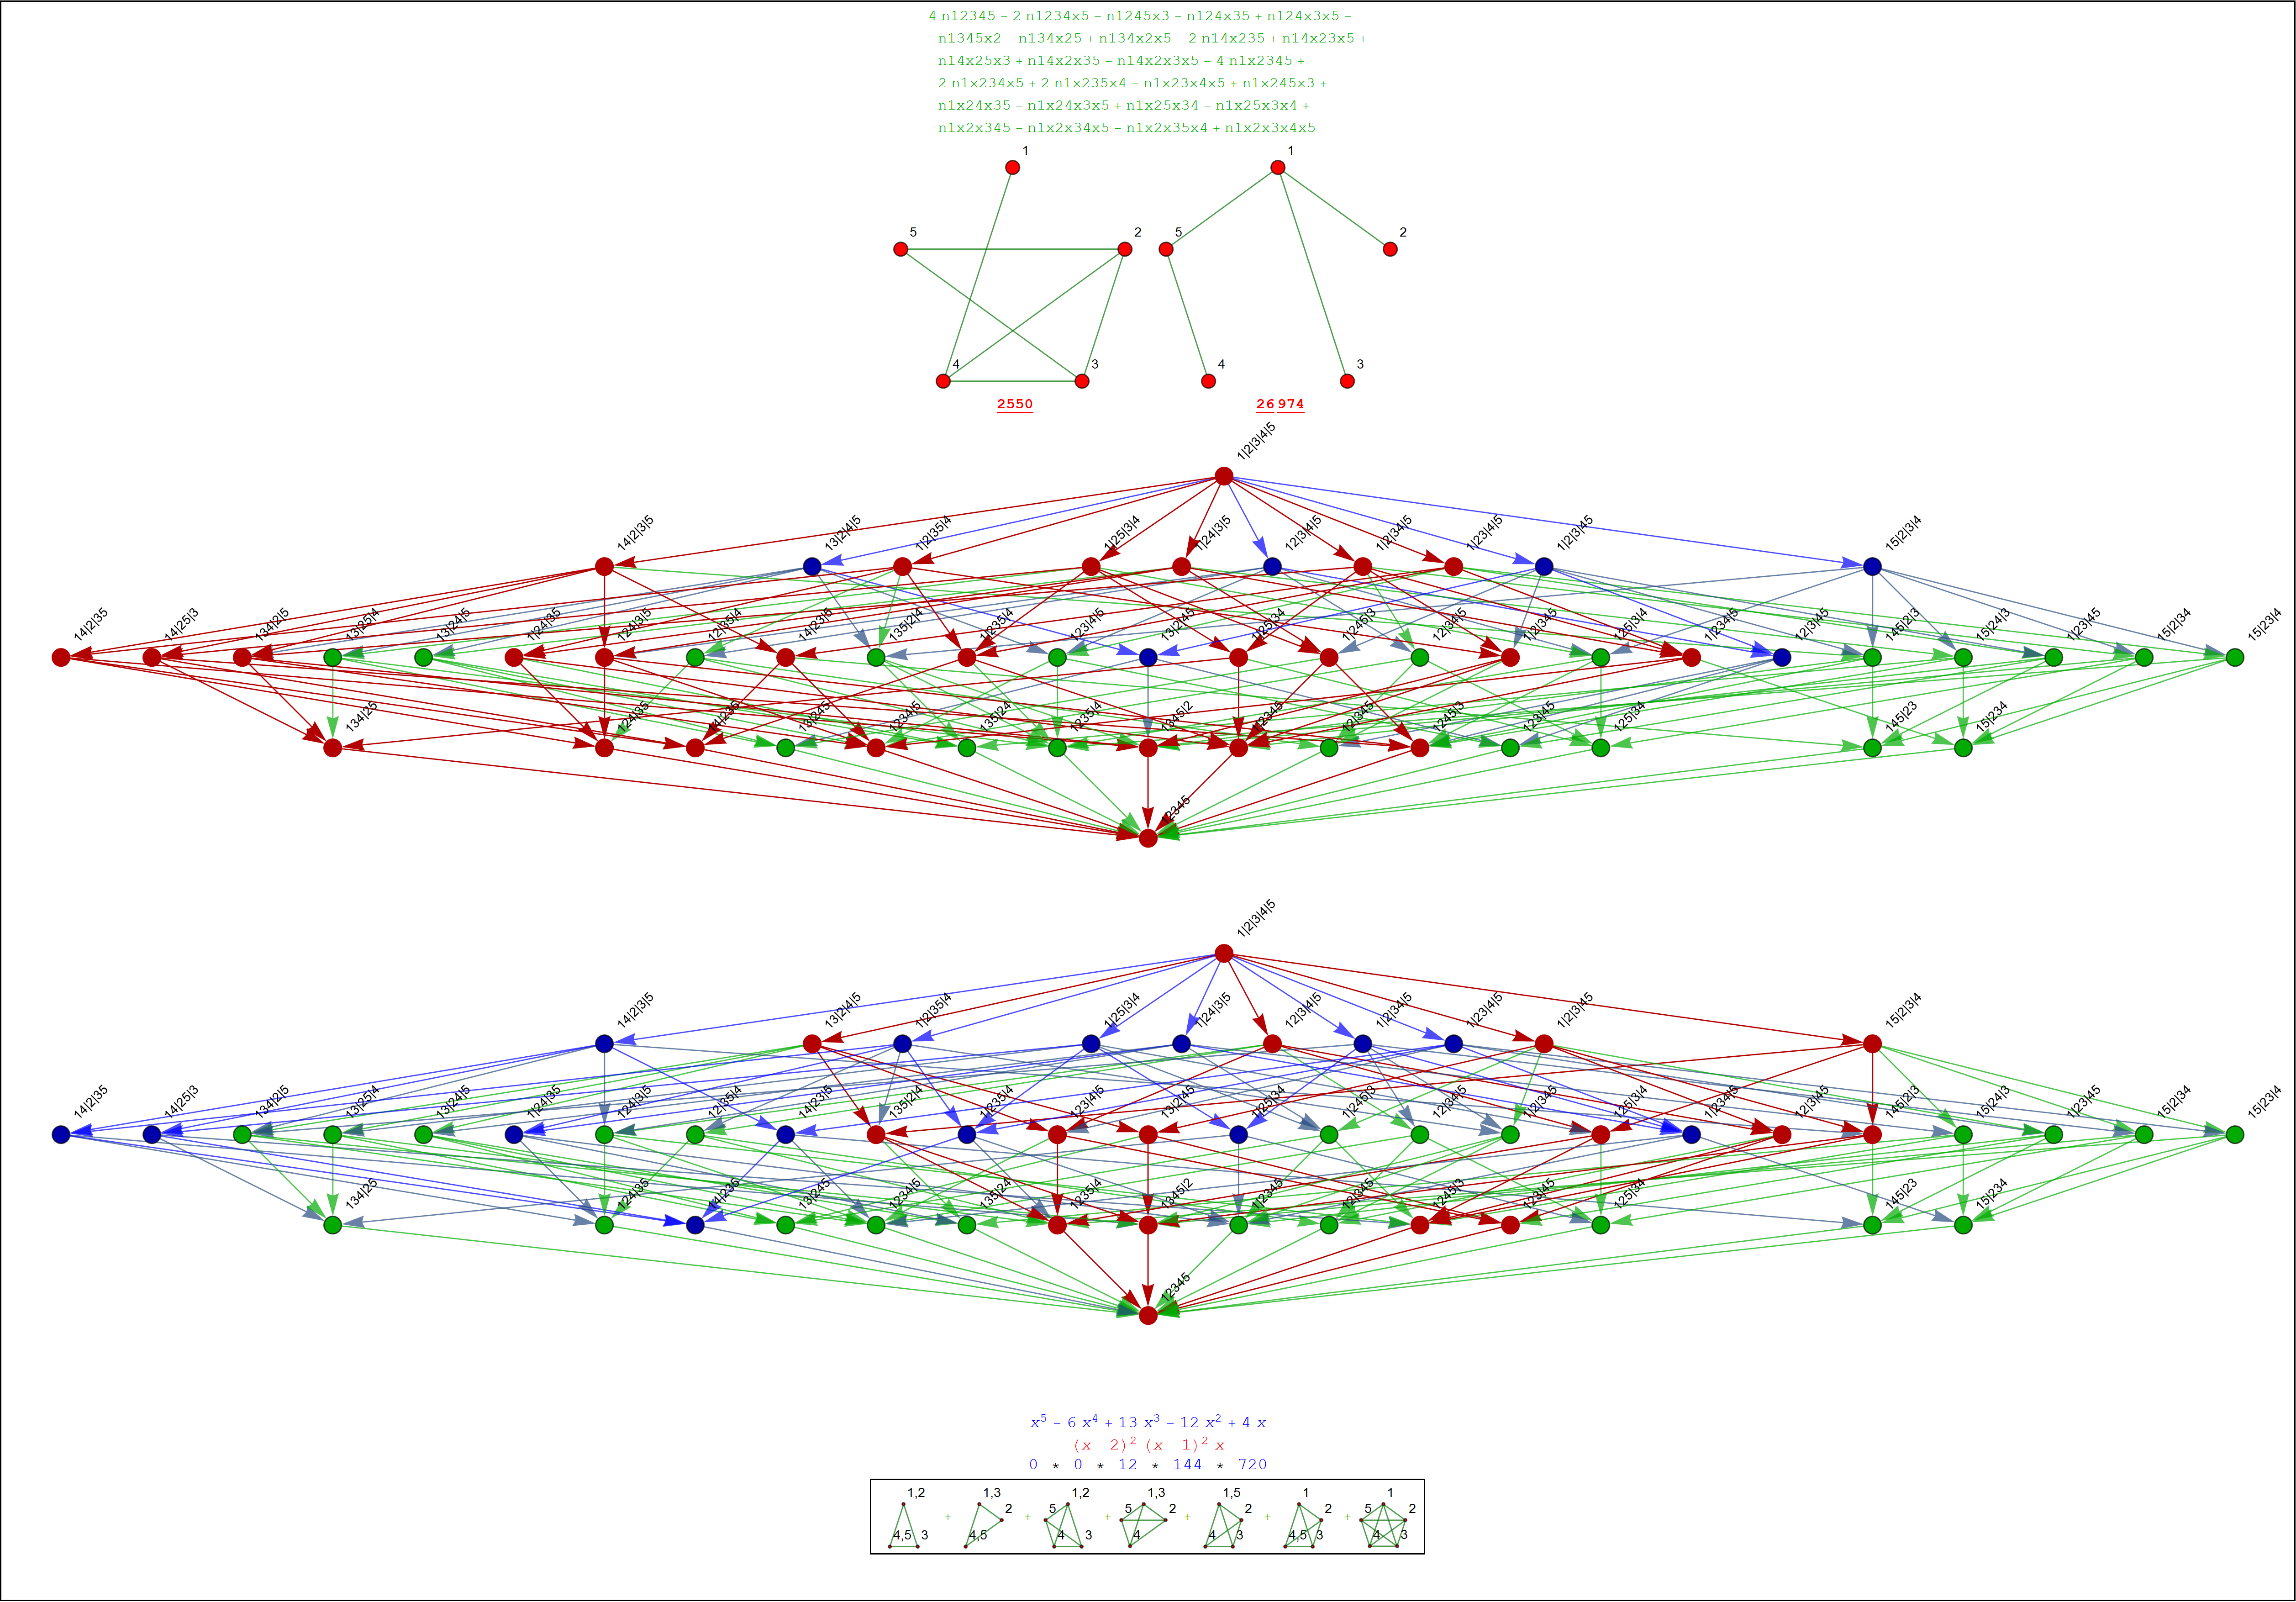 4 n12345 – 2 n1234x5 – n1245x3 – n124x35 + n124x3x5 –
n1345x2 – n134x25 + n134x2x5 – 2 n14x235 + n14x23x5 +
n14x25x3 + n14x2x35 – n14x2x3x5 – 4 n1x2345 +
2 n1x234x5 + 2 n1x235x4 – n1x23x4x5 + n1x245x3 +
n1x24x35 – n1x24x3x5 + n1x25x34 – n1x25x3x4 +
n1x2x345 – n1x2x34x5 – n1x2x35x4 + n1x2x3x4x5
1 1
5 2 5 2
4 3 4 3
2550 26 974
1|2|3|4|5
14|2|3|5 13|2|4|5 1|2|35|4 1|25|3|4 1|24|3|5 12|3|4|5 1|2|34|5 1|23|4|5 1|2|3|45 15|2|3|4
14|2|35 14|25|3 134|2|5 13|25|4 13|24|5 1|24|35 124|3|5 12|35|4 14|23|5 135|2|4 1|235|4 123|4|5 13|2|45 1|25|34 1|245|3 12|34|5 1|2|345 125|3|4 1|234|5 12|3|45 145|2|3 15|24|3 1|23|45 15|2|34 15|23|4
134|25 124|35 14|235 13|245 1234|5 135|24 1235|4 1345|2 1|2345 12|345 1245|3 123|45 125|34 145|23 15|234
12345
1|2|3|4|5
14|2|3|5 13|2|4|5 1|2|35|4 1|25|3|4 1|24|3|5 12|3|4|5 1|2|34|5 1|23|4|5 1|2|3|45 15|2|3|4
14|2|35 14|25|3 134|2|5 13|25|4 13|24|5 1|24|35 124|3|5 12|35|4 14|23|5 135|2|4 1|235|4 123|4|5 13|2|45 1|25|34 1|245|3 12|34|5 1|2|345 125|3|4 1|234|5 12|3|45 145|2|3 15|24|3 1|23|45 15|2|34 15|23|4
134|25 124|35 14|235 13|245 1234|5 135|24 1235|4 1345|2 1|2345 12|345 1245|3 123|45 125|34 145|23 15|234
12345
x⁵ – 6 x⁴ + 13 x³ – 12 x² + 4 x
(x – 2)² (x – 1)² x
0 * 0 * 12 * 144 * 720
1,2 1,3 1,2 1,3 1,5 1 1
2 5 5 2 2 2 5 2
+ + + + + +
4,5 3 4,5 4 3 4 4 3 4,5 3 4 3